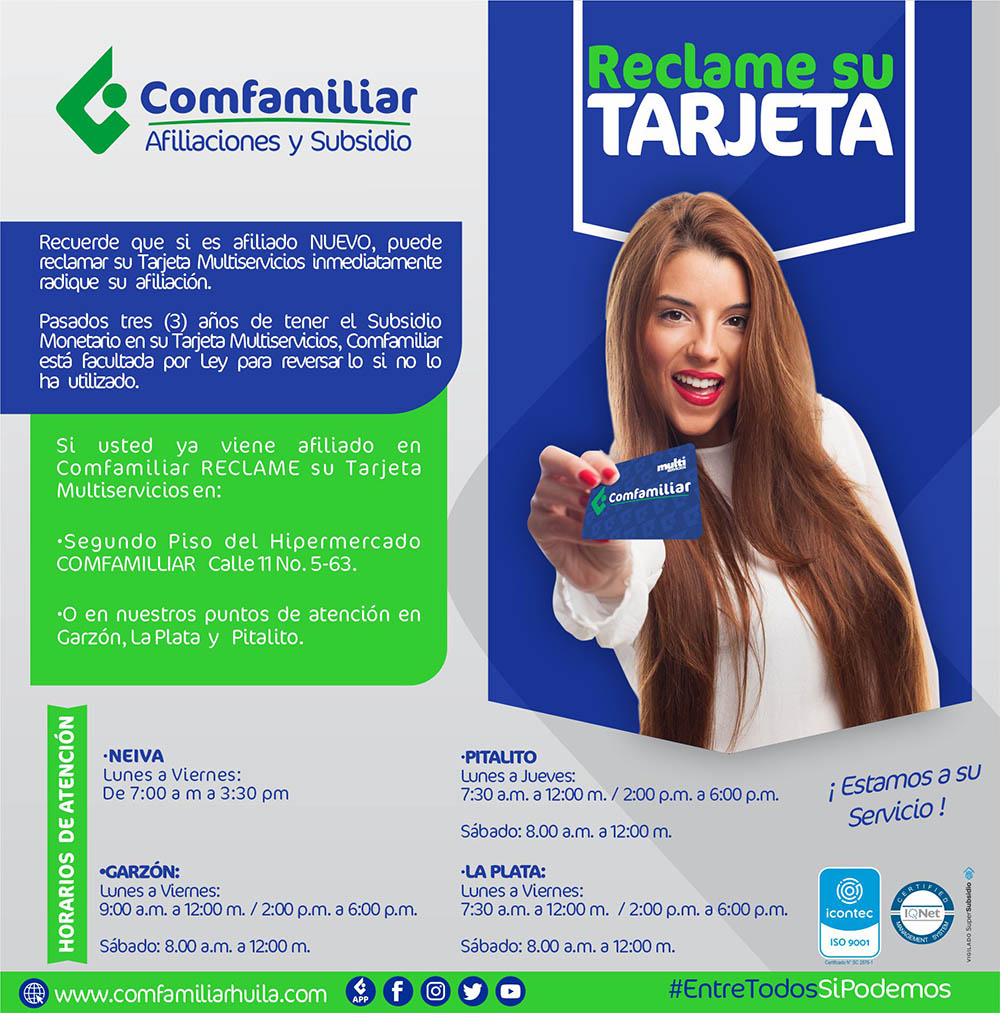 Comfamiliar
Afiliaciones y Subsidio
Reclame su
TARJETA
Recuerde que si es afiliado NUEVO, puede
reclamar su Tarjeta Multiservicios inmediatamente
radique su afiliación.
Pasados tres (3) años de tener el Subsidio
Monetario en su Tarjeta Multiservicios, Comfamiliar
está facultada por Ley para reversar lo si no lo
ha utilizado.
Si usted ya viene afiliado en
Comfamiliar RECLAME su Tarjeta
Multiservicios en:
•Segundo Piso del Hipermercado
COMFAMILLIAR Calle 11 No. 5-63.
•O en nuestros puntos de atención en
Garzón, La Plata y Pitalito.
multi
servicios
Comfamiliar
HORARIOS DE ATENCIÓN
·NEIVA
Lunes a Viernes:
De 7:00 a m a 3:30 pm
·PITALITO
Lunes a Jueves:
7:30 a.m. a 12:00 m. / 2:00 p.m. a 6:00 p.m.
Sábado: 8.00 a.m. a 12:00 m.
•GARZÓN:
Lunes a Viernes:
9:00 a.m. a 12:00 m. / 2:00 p.m. a 6:00 p.m.
Sábado: 8.00 a.m. a 12:00 m.
·LA PLATA:
Lunes a Viernes:
7:30 a.m. a 12:00 m. / 2:00 p.m. a 6:00 p.m.
Sábado: 8.00 a.m. a 12:00 m.
¡ Estamos a su
Servicio !
icontec
ISO 9001
CERTIFIED
IQNet
MANAGEMENT SYSTEM
VIGILADO SuperSubsidio
www.comfamiliarhuila.com
APP
#EntreTodosSiPodemos